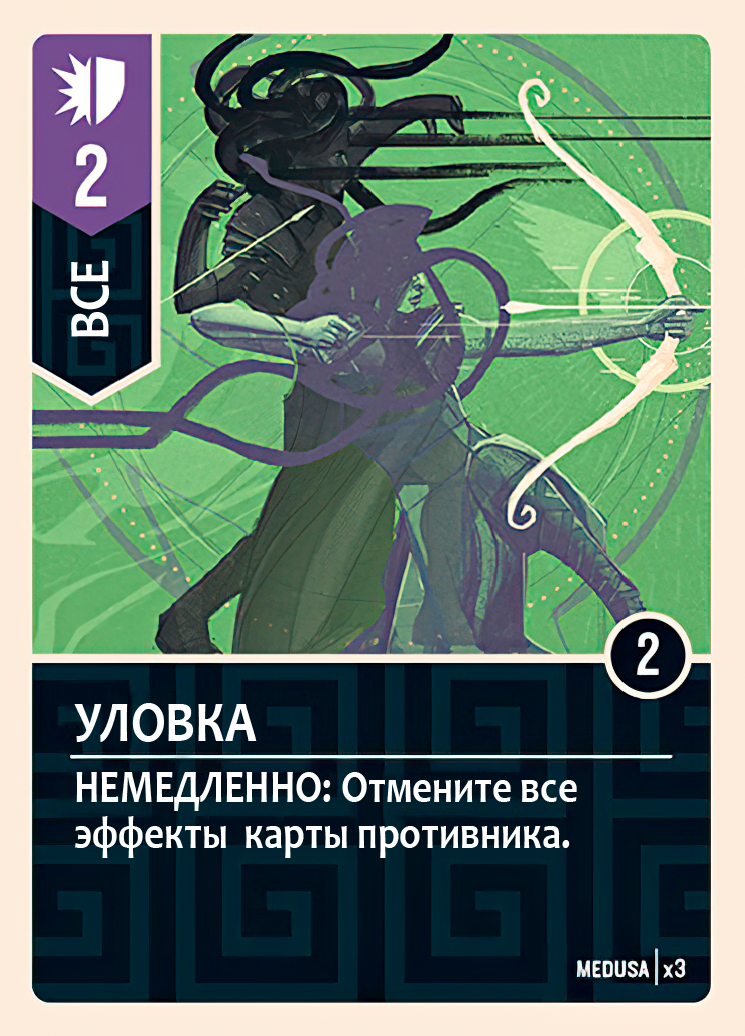 2
ВСЕ
2
УЛОВКА
НЕМЕДЛЕННО: Отмените все
эффекты карты противника.
MEDUSA | x3